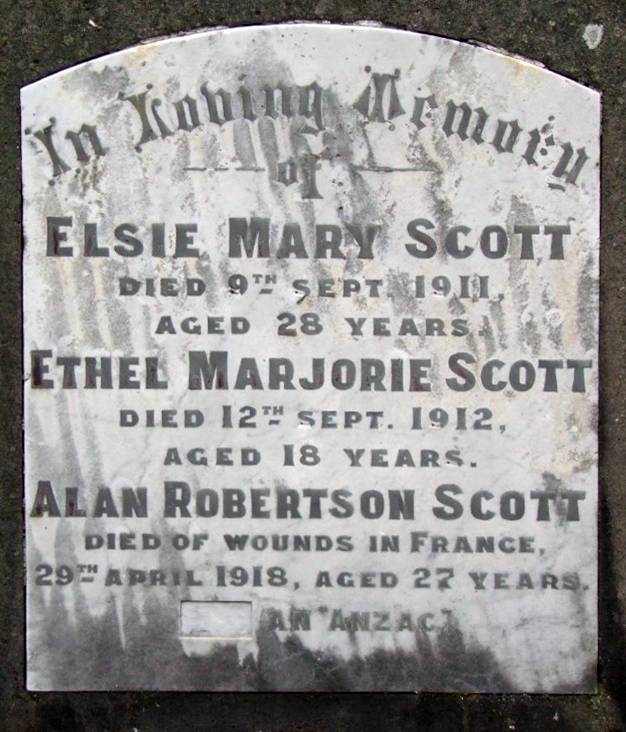 In Loving Memory
of
ELSIE MARY SCOTT
DIED 9TH SEPT. 1911,
AGED 28 YEARS.
ETHEL MARJORIE SCOTT
DIED 12TH SEPT. 1912,
AGED 18 YEARS.
ALAN ROBERTSON SCOTT
DIED OF WOUNDS IN FRANCE,
29TH APRIL 1918, AGED 27 YEARS.
AN "ANZAC"